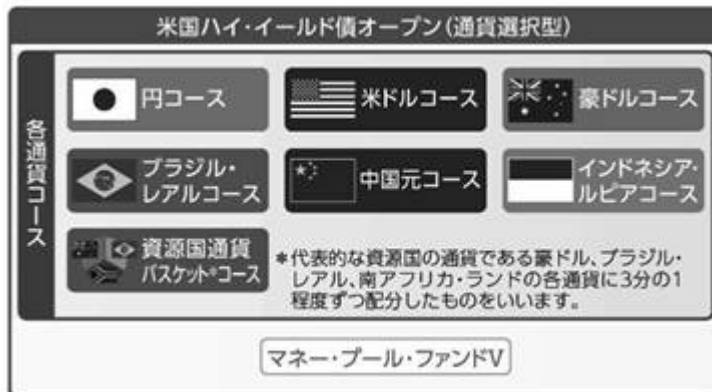 米国ハイ・イールド債オープン(通貨選択型)
各通貨コース
円コース
米ドルコース
豪ドルコース
ブラジル・
レアルコース
中国元コース
インドネシア・
ルピアコース
資源国通貨
バスケット*コース
*代表的な資源国の通貨である豪ドル、ブラジル・
レアル、南アフリカ・ランドの各通貨に3分の1
程度ずつ配分したものをいいます。
マネー・プール・ファンドV